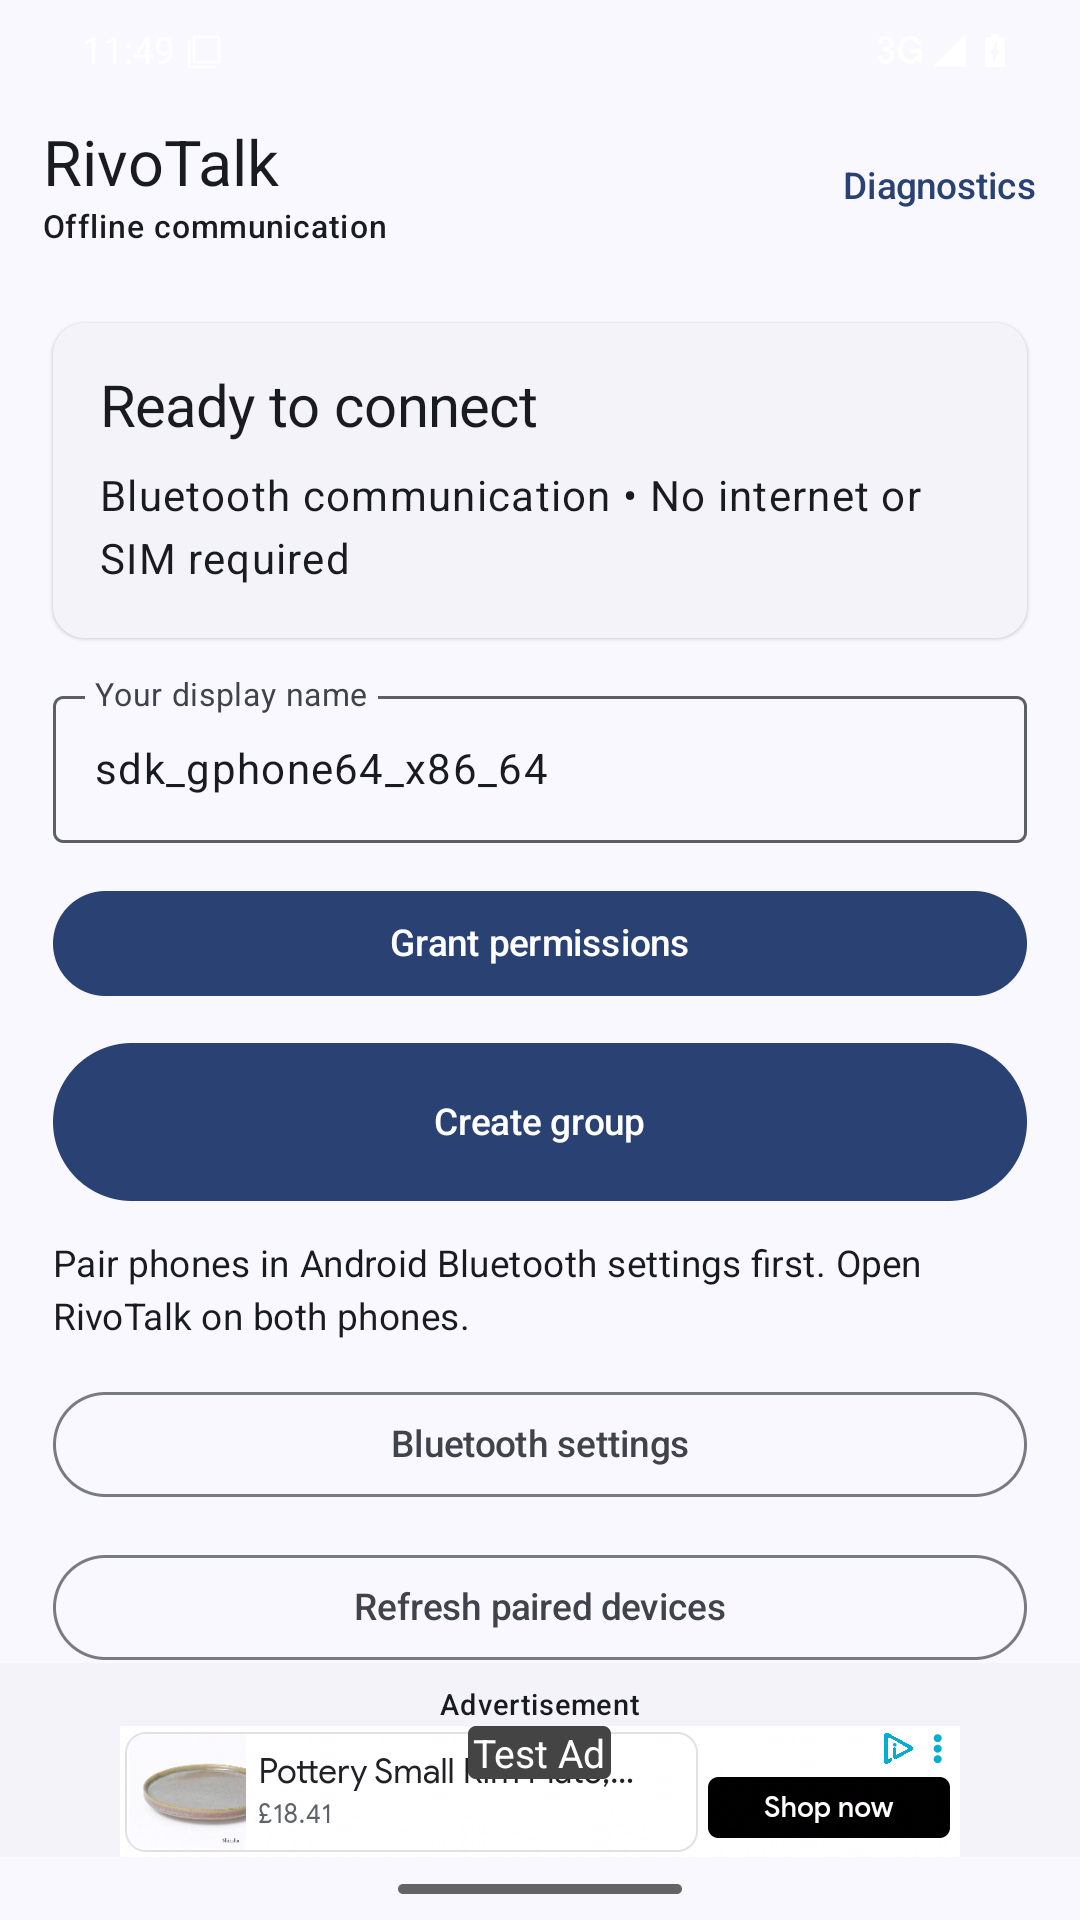 11:49
3G
RivoTalk
Diagnostics
Offline communication
Ready to connect
Bluetooth communication • No internet or
SIM required
Your display name
sdk_gphone64_x86_64
Grant permissions
Create group
Pair phones in Android Bluetooth settings first. Open
RivoTalk on both phones.
Bluetooth settings
Refresh paired devices
Advertisement
Test Ad
Pottery Small
£18.41
Shop now